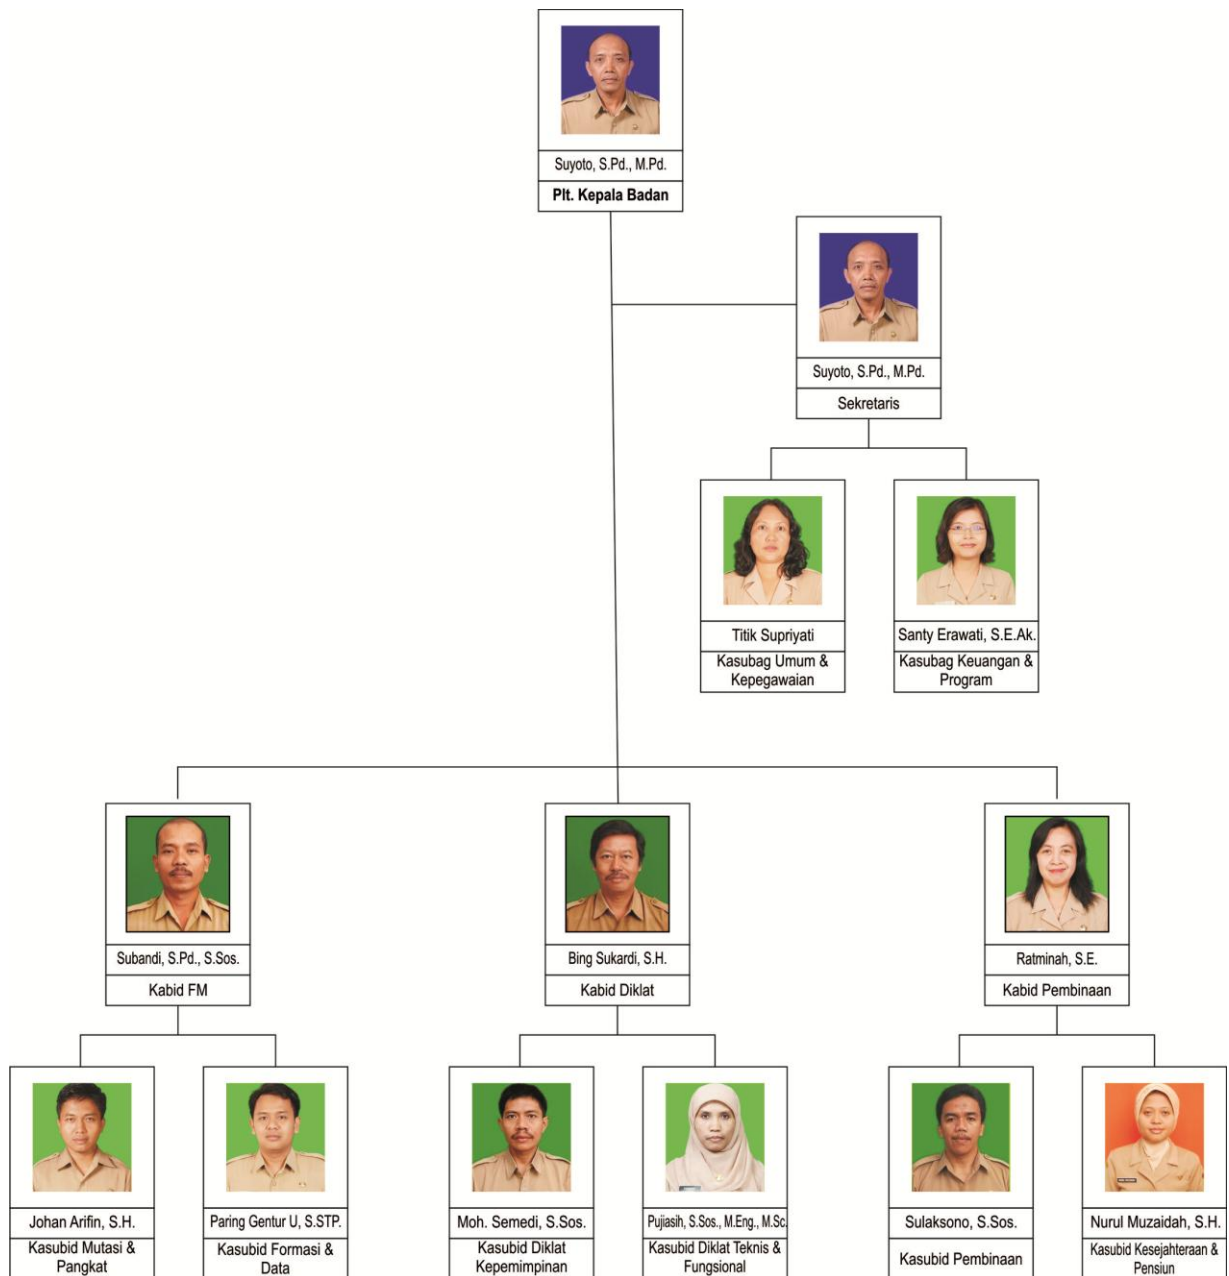 Suyoto, S.Pd., M.Pd.
Plt. Kepala Badan
Suyoto, S.Pd., M.Pd.
Sekretaris
Titik Supriyati
Kasubag Umum &
Kepegawaian
Santy Erawati, S.E.Ak.
Kasubag Keuangan &
Program
Subandi, S.Pd., S.Sos.
Kabid FM
Bing Sukardi, S.H.
Kabid Diklat
Ratminah, S.E.
Kabid Pembinaan
Johan Arifin, S.H.
Kasubid Mutasi &
Pangkat
Paring Gentur U, S.STP.
Kasubid Formasi &
Data
Moh. Semedi, S.Sos.
Kasubid Diklat
Kepemimpinan
Pujiasih, S.Sos., M.Eng., M.Sc.
Kasubid Diklat Teknis &
Fungsional
Sulaksono, S.Sos.
Kasubid Pembinaan
Nurul Muzaidah, S.H.
Kasubid Kesejahteraan &
Pensiun